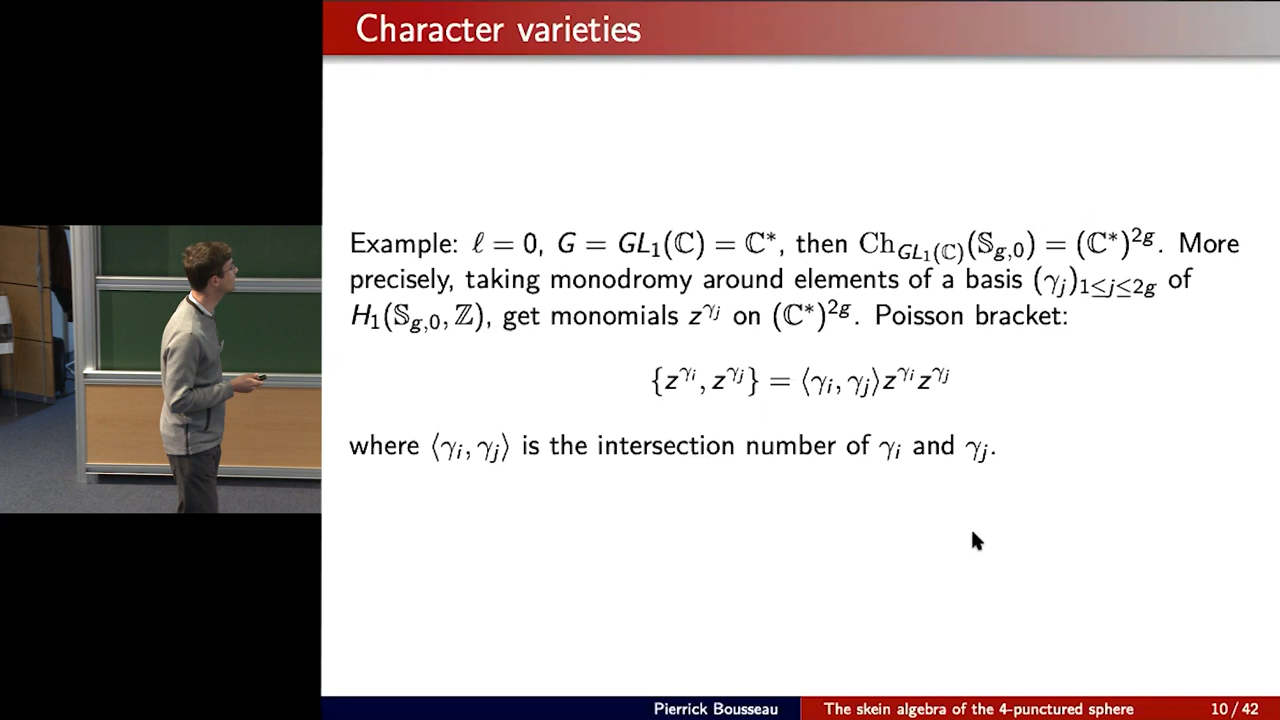 Character varieties
Example: ℓ = 0, G = GL₁(ℂ) = ℂ*, then Ch_{GL₁(ℂ)}(𝕊_{g,0}) = (ℂ*)^{2g}. More
precisely, taking monodromy around elements of a basis (γ_j)_{1≤j≤2g} of
H₁(𝕊_{g,0}, ℤ), get monomials z^{γ_j} on (ℂ*)^{2g}. Poisson bracket:
{z^{γ_i}, z^{γ_j}} = ⟨γ_i, γ_j⟩z^{γ_i}z^{γ_j}
where ⟨γ_i, γ_j⟩ is the intersection number of γ_i and γ_j.
Pierrick Bousseau The skein algebra of the 4-punctured sphere 10 / 42